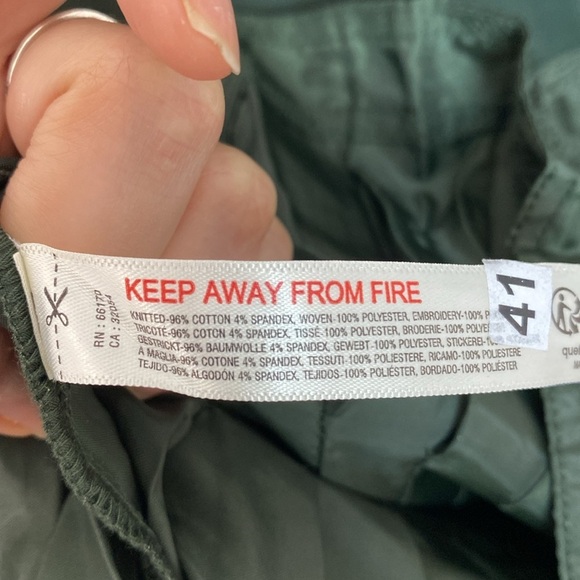 RN : 66170
CA :
KEEP AWAY FROM FIRE
KNITTED-96% COTTON 4% SPANDEX, WOVEN-100% POLYESTER, EMBROIDERY-100% P
TRICOTÉ-96% COTON 4% SPANDEX, TISSÉ-100% POLYESTER, BRODERIE-100% POLYE
GESTRICKT-96% BAUMWOLLE 4% SPANDEX, GEWEBT-100% POLYESTER, STICKEREI-
A MAGLIA-96% COTONE 4% SPANDEX, TESSUTI-100% POLIESTERE, RICAMO-100% POLIESTERE
TEJIDO-96% ALGODÓN 4% SPANDEX, TEJIDOS-100% POLIÉSTER, BORDADO-100% POLIÉSTER
41